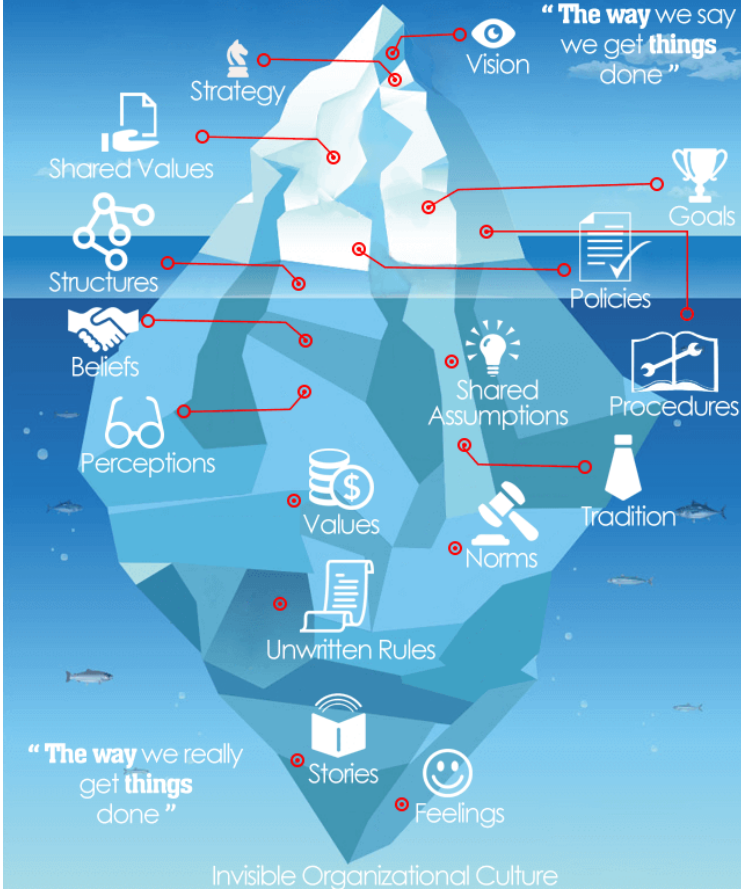 “ The way we say
we get things
done ”
Vision
Strategy
Shared Values
Goals
Structures
Policies
Beliefs
Shared
Assumptions
Procedures
Perceptions
Tradition
Values
Norms
Unwritten Rules
“ The way we really
get things
done ”
Stories
Feelings
Invisible Organizational Culture